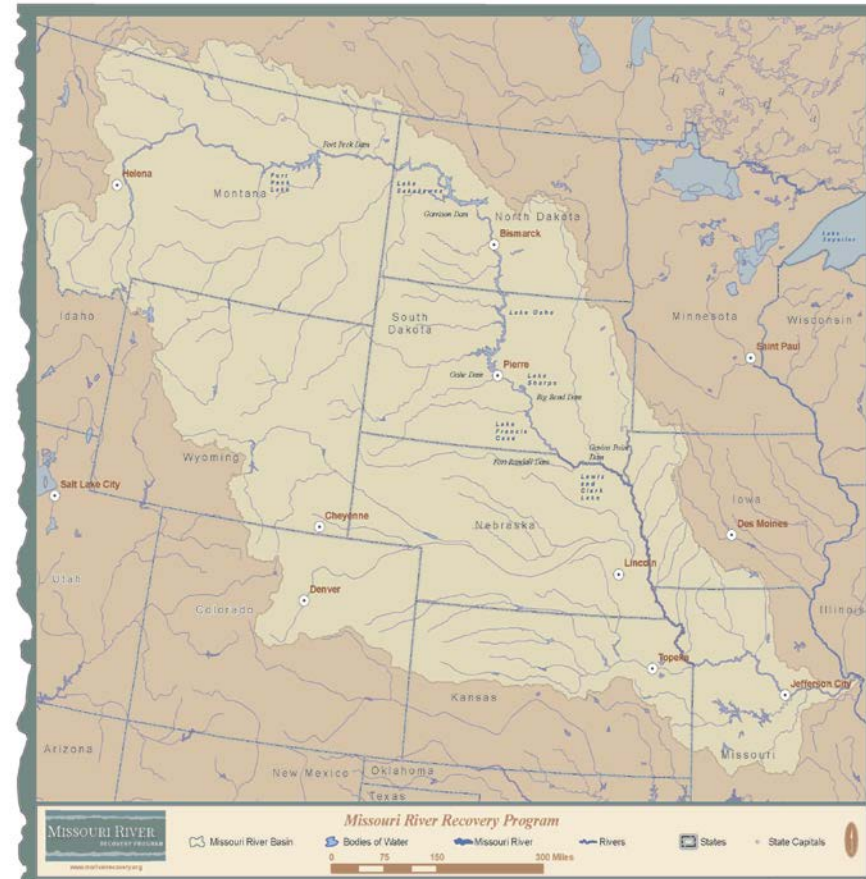 Helena
Montana
Fort Peck Dam
Fort
Peck
Lake
Lake
Sakakawea
Garrison Dam
North Dakota
Bismarck
Lake
Superior
Idaho
South
Dakota
Lake Oahe
Minnesota
Wisconsin
Saint Paul
Pierre
Oahe Dam
Lake
Sharpe
Big Bend Dam
Lake
Francis
Case
Gavins Point
Dam
Fort Randall Dam
Lewis
and
Clark
Lake
Wyoming
Salt Lake City
Iowa
Cheyenne
Nebraska
Des Moines
Lincoln
Utah
Denver
Colorado
Illinois
Topeka
Kansas
Jefferson City
Missouri
Arizona
New Mexico
Oklahoma
Texas
Missouri River Recovery Program
MISSOURI RIVER
RECOVERY PROGRAM
Missouri River Basin
Bodies of Water
Missouri River
Rivers
States
State Capitals
0 75 150 300 Miles